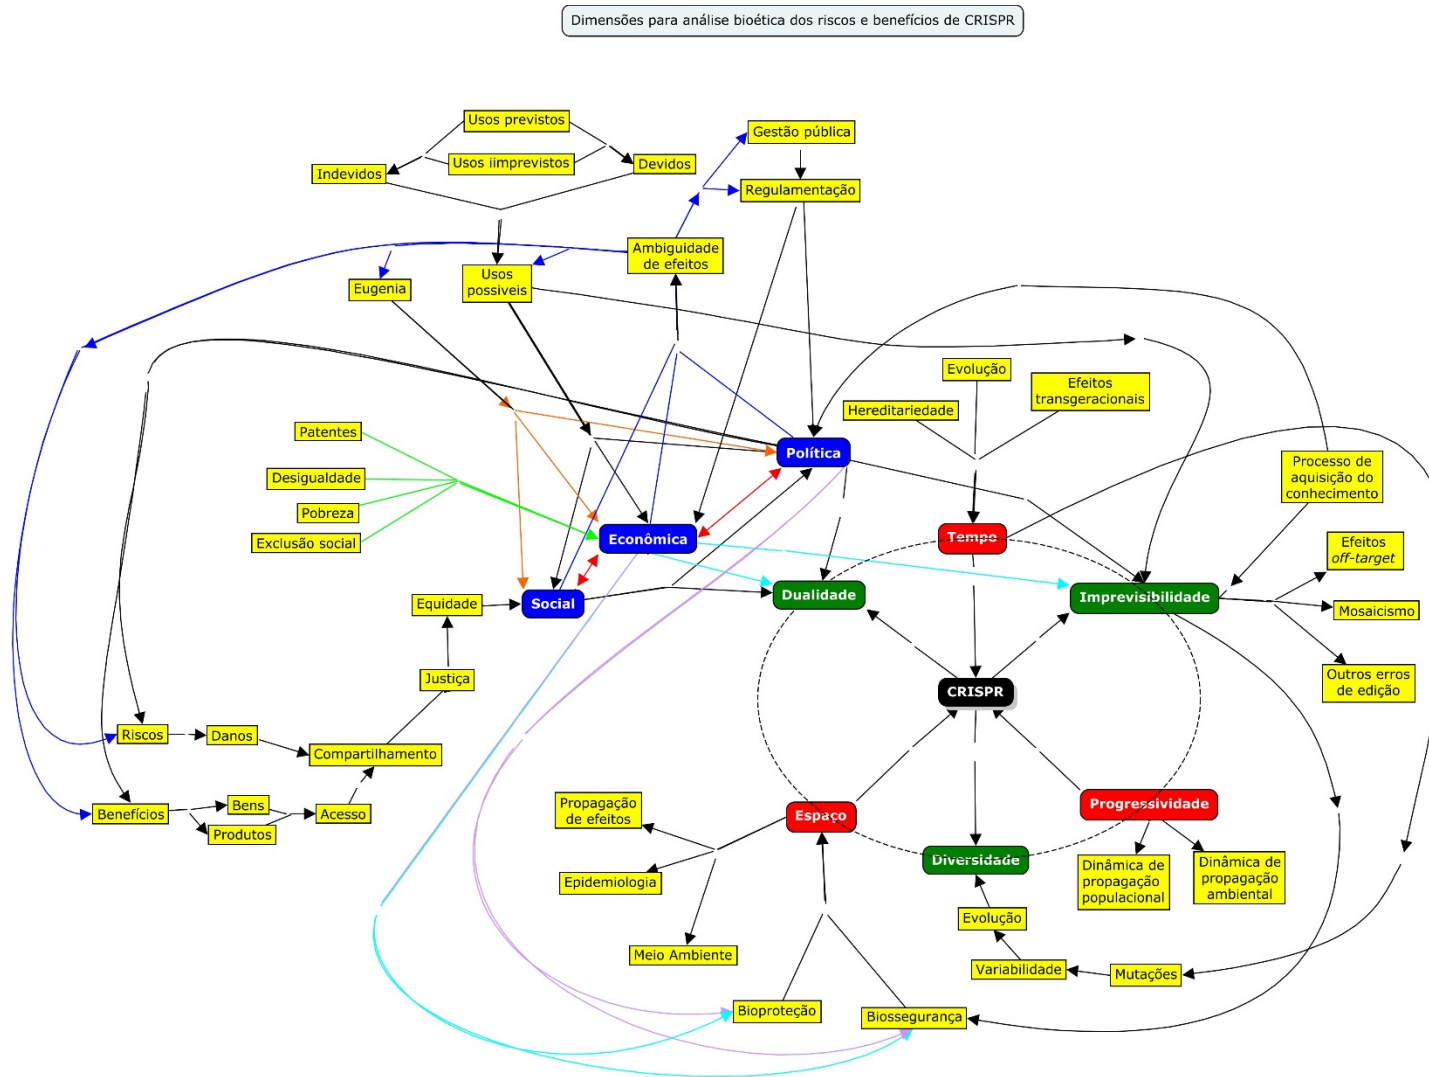 Dimensões para análise bioética dos riscos e benefícios de CRISPR
Usos previstos
Usos iimprevistos
Indevidos
Devidos
Gestão pública
Regulamentação
Ambiguidade
de efeitos
Usos
possiveis
Eugenia
Evolução
Efeitos
transgeracionais
Hereditariedade
Patentes
Desigualdade
Pobreza
Exclusão social
Política
Processo de
aquisição do
conhecimento
Econômica
Tempo
Efeitos
off-target
Social
Equidade
Dualidade
Imprevisibilidade
Mosaicismo
Justiça
CRISPR
Outros erros
de edição
Riscos
Danos
Compartilhamento
Benefícios
Bens
Produtos
Acesso
Propagação
de efeitos
Espaço
Progressividade
Epidemiologia
Diversidade
Dinâmica de
propagação
populacional
Dinâmica de
propagação
ambiental
Evolução
Meio Ambiente
Variabilidade
Mutações
Bioproteção
Biossegurança